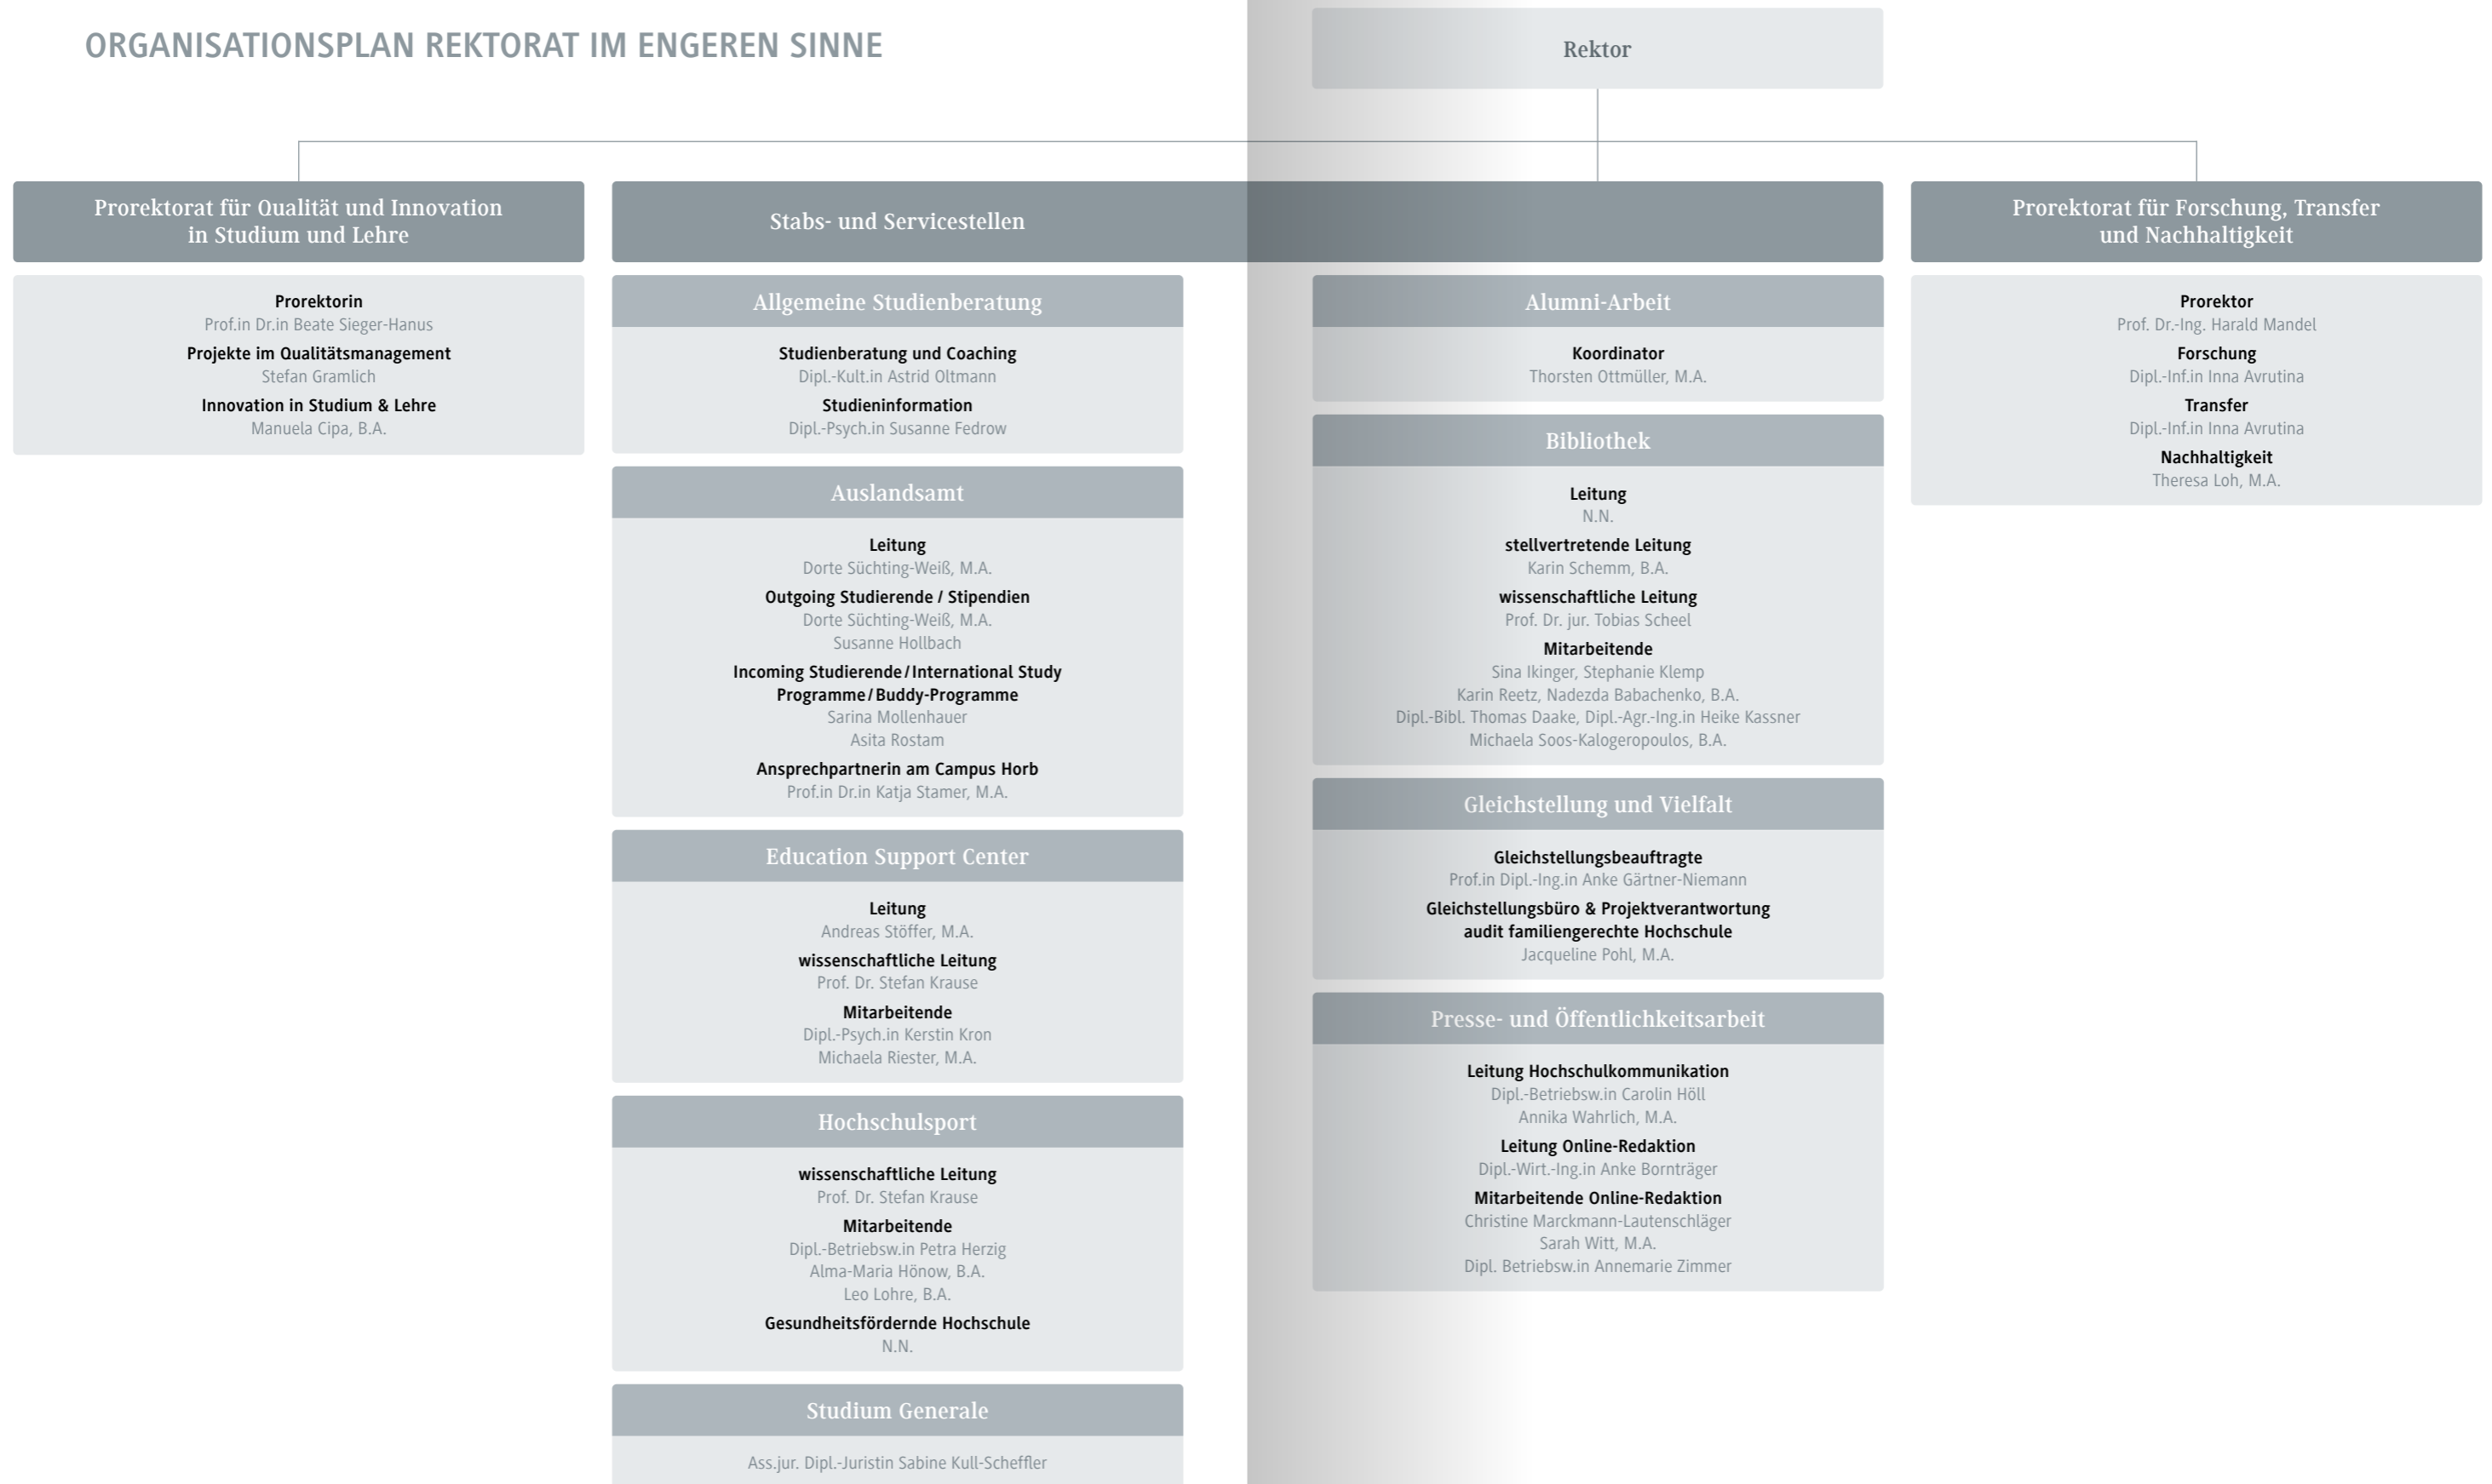 ORGANISATIONSPLAN REKTORAT IM ENGEREN SINNE
Rektor
Prorektorat für Qualität und Innovation
in Studium und Lehre
Prorektorin
Prof.in Dr.in Beate Sieger-Hanus
Projekte im Qualitätsmanagement
Stefan Gramlich
Innovation in Studium & Lehre
Manuela Cipa, B.A.
Stabs- und Servicestellen
Allgemeine Studienberatung
Studienberatung und Coaching
Dipl.-Kult.in Astrid Oltmann
Studieninformation
Dipl.-Psych.in Susanne Fedrow
Auslandsamt
Leitung
Dorte Süchting-Weiß, M.A.
Outgoing Studierende / Stipendien
Dorte Süchting-Weiß, M.A.
Susanne Hollbach
Incoming Studierende/International Study
Programme/Buddy-Programme
Sarina Mollenhauer
Asita Rostam
Ansprechpartnerin am Campus Horb
Prof.in Dr.in Katja Stamer, M.A.
Education Support Center
Leitung
Andreas Stöffer, M.A.
wissenschaftliche Leitung
Prof. Dr. Stefan Krause
Mitarbeitende
Dipl.-Psych.in Kerstin Kron
Michaela Riester, M.A.
Hochschulsport
wissenschaftliche Leitung
Prof. Dr. Stefan Krause
Mitarbeitende
Dipl.-Betriebsw.in Petra Herzig
Alma-Maria Hönow, B.A.
Leo Lohre, B.A.
Gesundheitsfördernde Hochschule
N.N.
Studium Generale
Ass.jur. Dipl.-Juristin Sabine Kull-Scheffler
Alumni-Arbeit
Koordinator
Thorsten Ottmüller, M.A.
Bibliothek
Leitung
N.N.
stellvertretende Leitung
Karin Schemm, B.A.
wissenschaftliche Leitung
Prof. Dr. jur. Tobias Scheel
Mitarbeitende
Sina Ikinger, Stephanie Klemp
Karin Reetz, Nadezda Babachenko, B.A.
Dipl.-Bibl. Thomas Daake, Dipl.-Agr.-Ing.in Heike Kassner
Michaela Soos-Kalogeropoulos, B.A.
Gleichstellung und Vielfalt
Gleichstellungsbeauftragte
Prof.in Dipl.-Ing.in Anke Gärtner-Niemann
Gleichstellungsbüro & Projektverantwortung
audit familiengerechte Hochschule
Jacqueline Pohl, M.A.
Presse- und Öffentlichkeitsarbeit
Leitung Hochschulkommunikation
Dipl.-Betriebsw.in Carolin Höll
Annika Wahrlich, M.A.
Leitung Online-Redaktion
Dipl.-Wirt.-Ing.in Anke Bornträger
Mitarbeitende Online-Redaktion
Christine Marckmann-Lautenschläger
Sarah Witt, M.A.
Dipl. Betriebsw.in Annemarie Zimmer
Prorektorat für Forschung, Transfer
und Nachhaltigkeit
Prorektor
Prof. Dr.-Ing. Harald Mandel
Forschung
Dipl.-Inf.in Inna Avrutina
Transfer
Dipl.-Inf.in Inna Avrutina
Nachhaltigkeit
Theresa Loh, M.A.